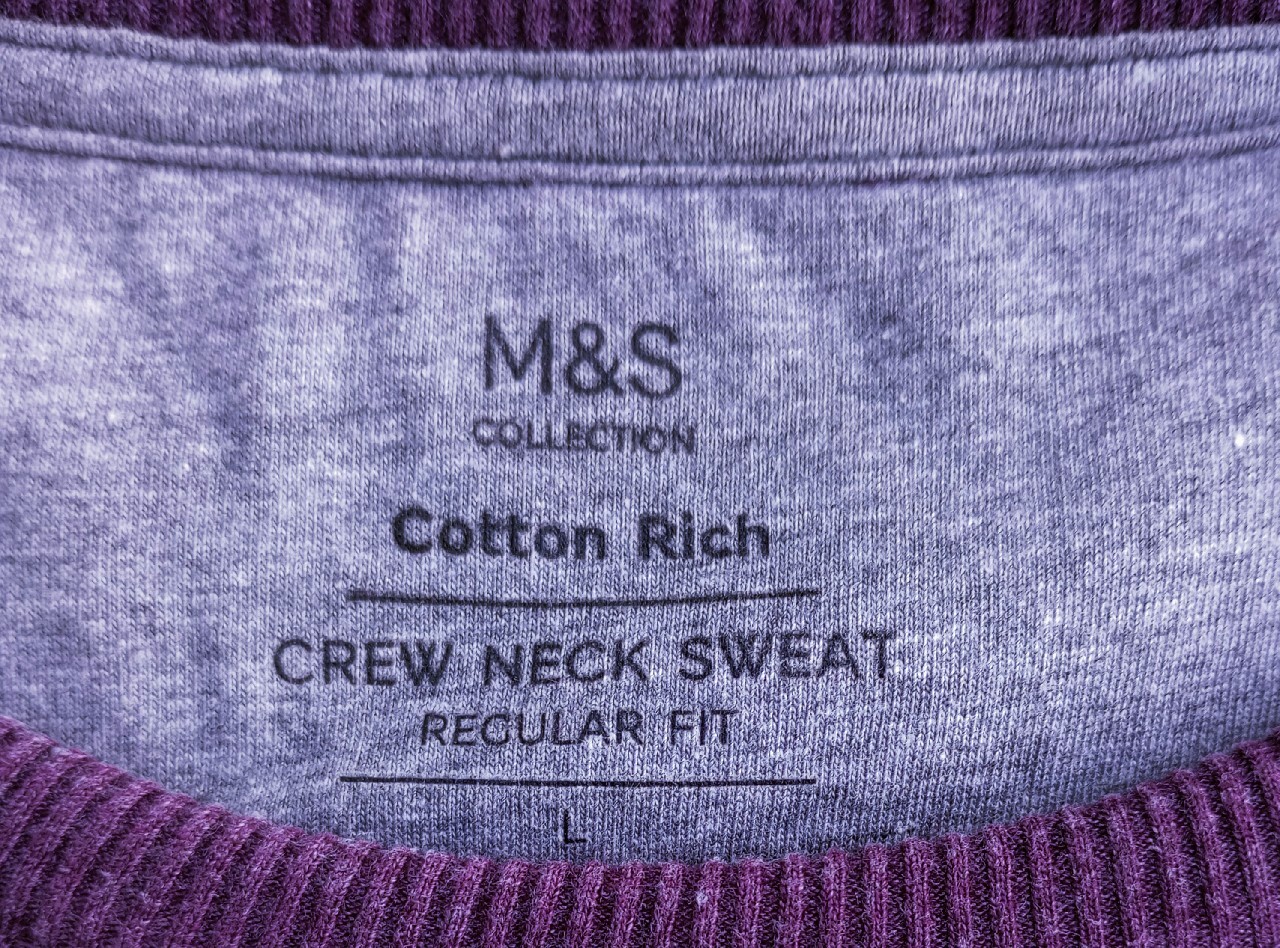 M&S
COLLECTION
Cotton Rich
CREW NECK SWEAT
REGULAR FIT
L